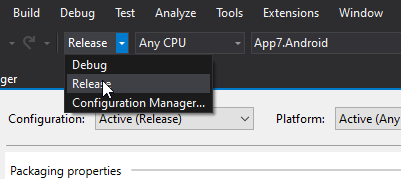 Build Debug Test Analyze Tools Extensions Window
Release Any CPU App7.Android
Debug
Release
Configuration Manager...
ger
Configuration: Active (Release) Platform: Active (Any
Packaging properties